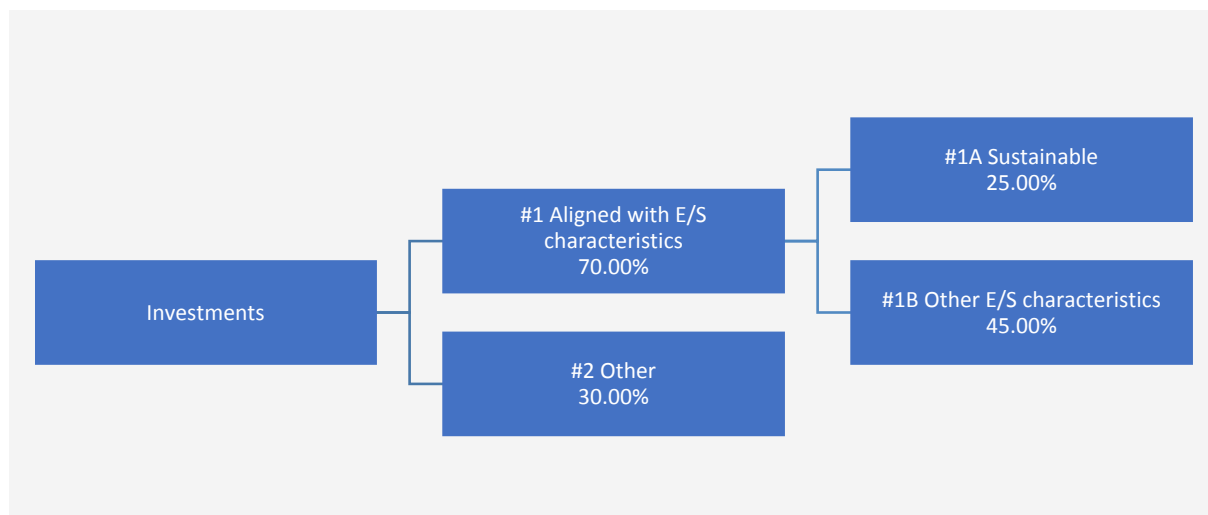 Investments
#1 Aligned with E/S
characteristics
70.00%
#2 Other
30.00%
#1A Sustainable
25.00%
#1B Other E/S characteristics
45.00%